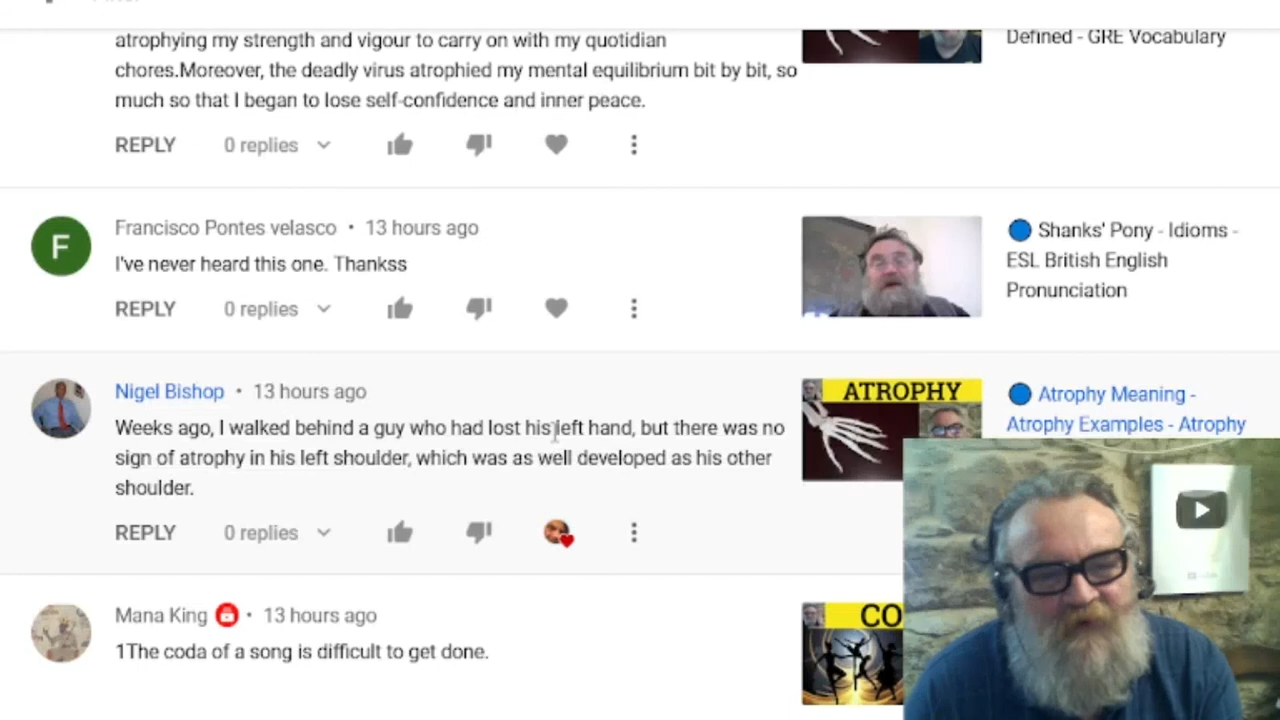 atrophying my strength and vigour to carry on with my quotidian
chores.Moreover, the deadly virus atrophied my mental equilibrium bit by bit, so
much so that I began to lose self-confidence and inner peace.
Defined - GRE Vocabulary
REPLY 0 replies
F
Francisco Pontes velasco • 13 hours ago
I've never heard this one. Thankss
REPLY 0 replies
Shanks' Pony - Idioms -
ESL British English
Pronunciation
Nigel Bishop • 13 hours ago
Weeks ago, I walked behind a guy who had lost his left hand, but there was no
sign of atrophy in his left shoulder, which was as well developed as his other
shoulder.
REPLY 0 replies
ATROPHY
Atrophy Meaning -
Atrophy Examples - Atrophy
Mana King • 13 hours ago
1The coda of a song is difficult to get done.
CO